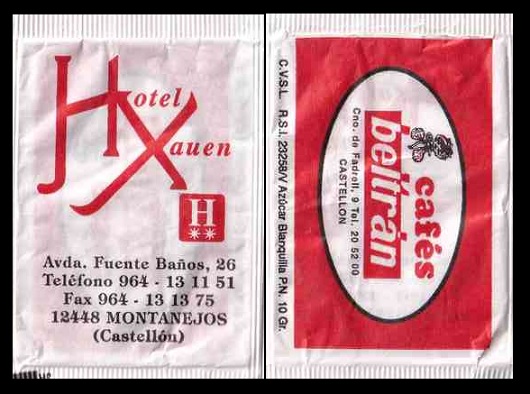 Hotel
Xauen
H
**
Avda. Fuente Baños, 26
Teléfono 964 - 13 11 51
Fax 964 - 13 13 75
12448 MONTANEJOS
(Castellón)
cafés
beltrán
Cno. de Fadrell, 9 Tel. 20 52 00
CASTELLON
C.V.S.L. R.S.I. 23258/V Azúcar Blanquilla P.N. 10 Gr.